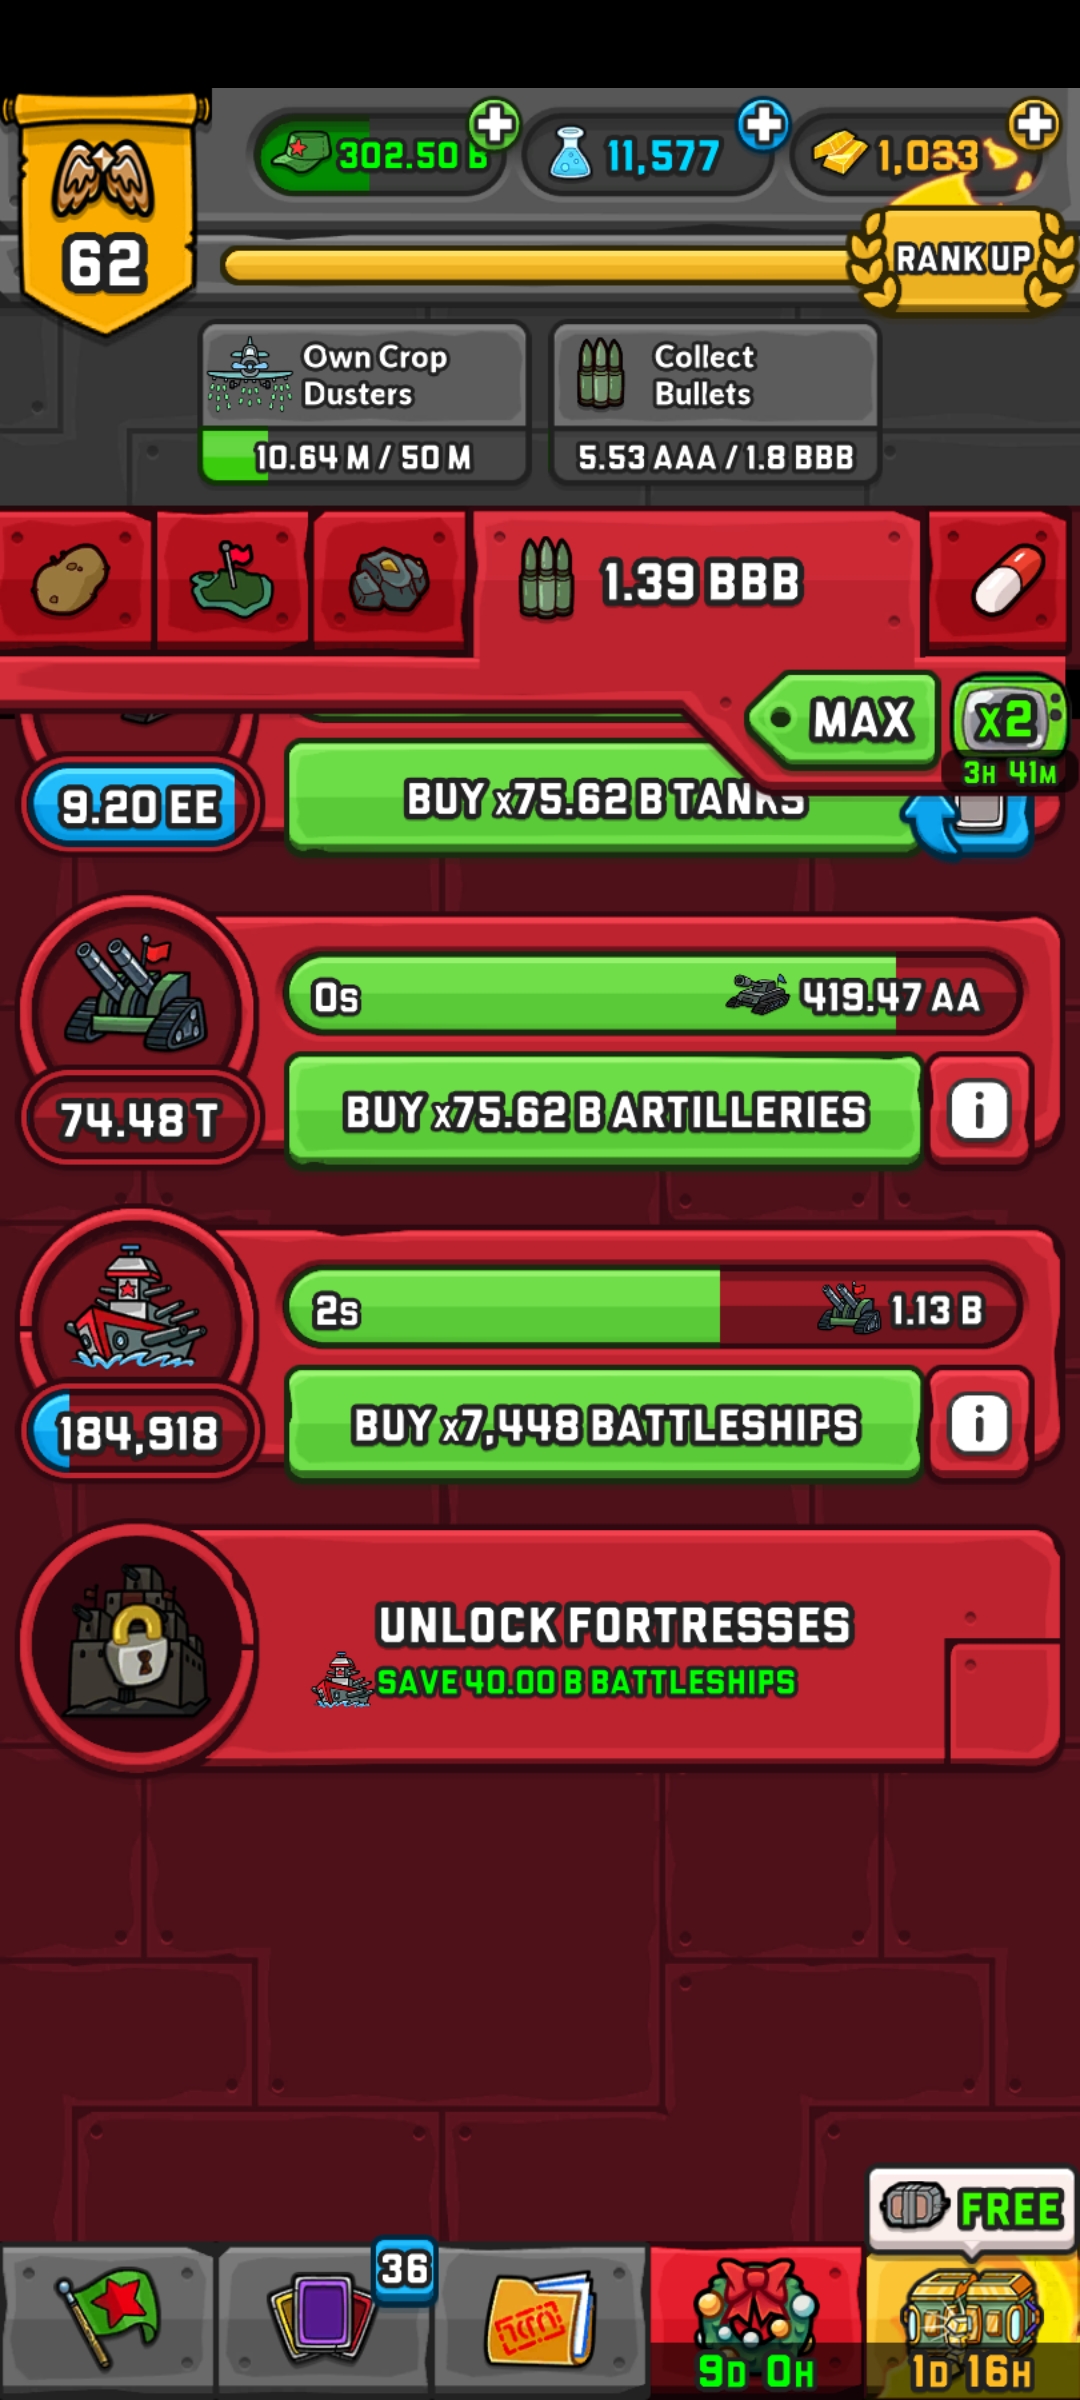 302.50 B
11,577
1,033
62
RANK UP
Own Crop
Dusters
10.64 M / 50 M
Collect
Bullets
5.53 AAA / 1.8 BBB
1.39 BBB
MAX
x2
3H 41M
9.20 EE
BUY x75.62 B TANKS
0s
419.47 AA
74.48 T
BUY x75.62 B ARTILLERIES
i
2s
1.13 B
184,918
BUY x7,448 BATTLESHIPS
i
UNLOCK FORTRESSES
SAVE 40.00 B BATTLESHIPS
FREE
36
9D 0H
1D 16H